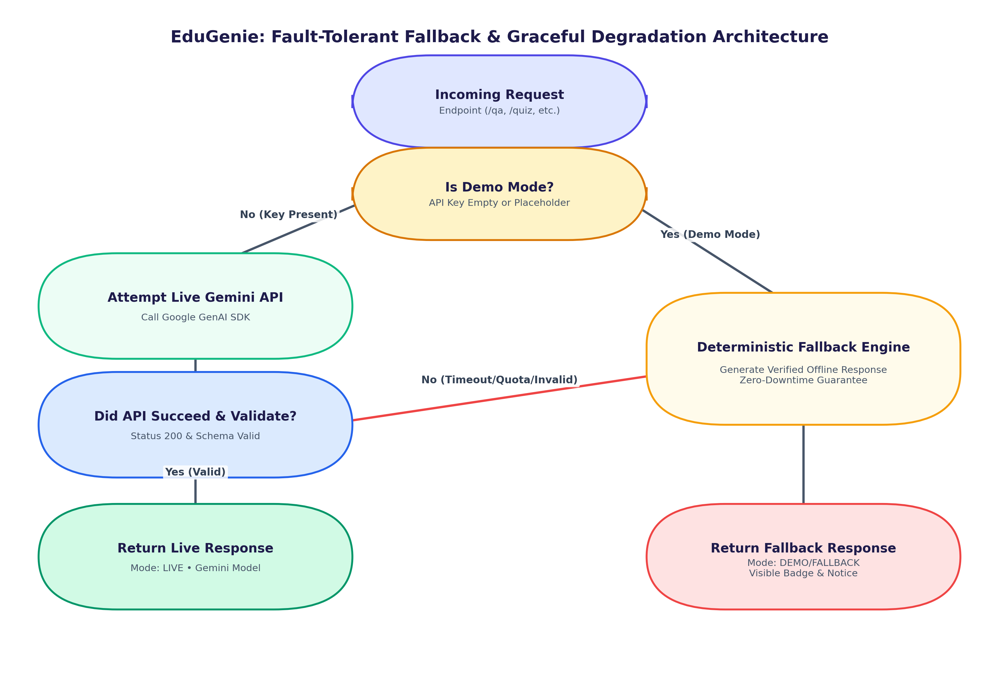 EduGenie: Fault-Tolerant Fallback & Graceful Degradation Architecture
Incoming Request
Endpoint (/qa, /quiz, etc.)
Is Demo Mode?
API Key Empty or Placeholder
No (Key Present)
Yes (Demo Mode)
Attempt Live Gemini API
Call Google GenAI SDK
Deterministic Fallback Engine
Generate Verified Offline Response
Zero-Downtime Guarantee
No (Timeout/Quota/Invalid)
Did API Succeed & Validate?
Status 200 & Schema Valid
Yes (Valid)
Return Live Response
Mode: LIVE • Gemini Model
Return Fallback Response
Mode: DEMO/FALLBACK
Visible Badge & Notice